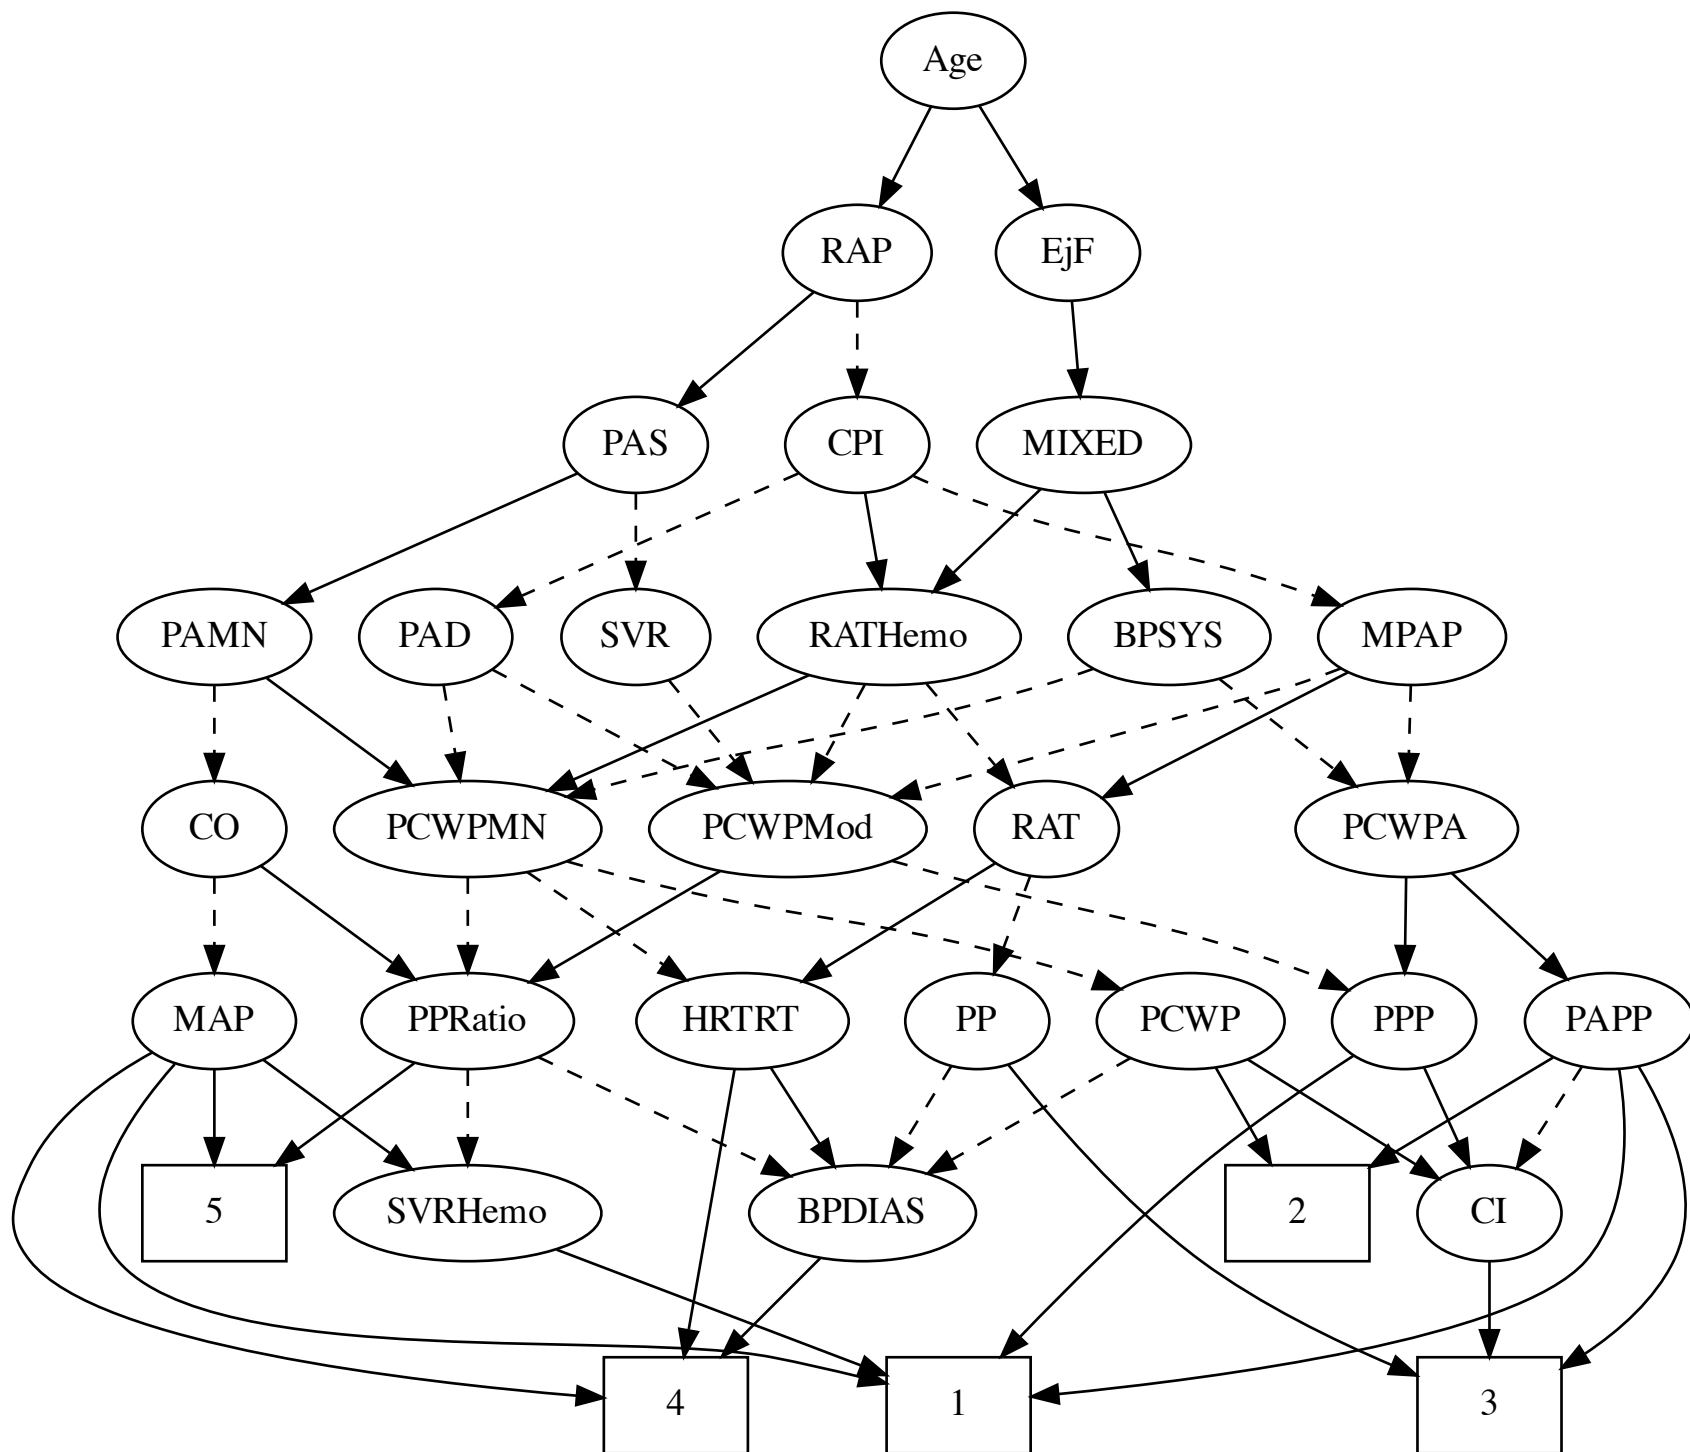 Age
RAP
EjF
PAS
CPI
MIXED
PAMN
PAD
SVR
RATHemo
BPSYS
MPAP
CO
PCWPMN
PCWPMod
RAT
PCWPA
MAP
PPRatio
HRTRT
PP
PCWP
PPP
PAPP
5
SVRHemo
BPDIAS
2
CI
4
1
3